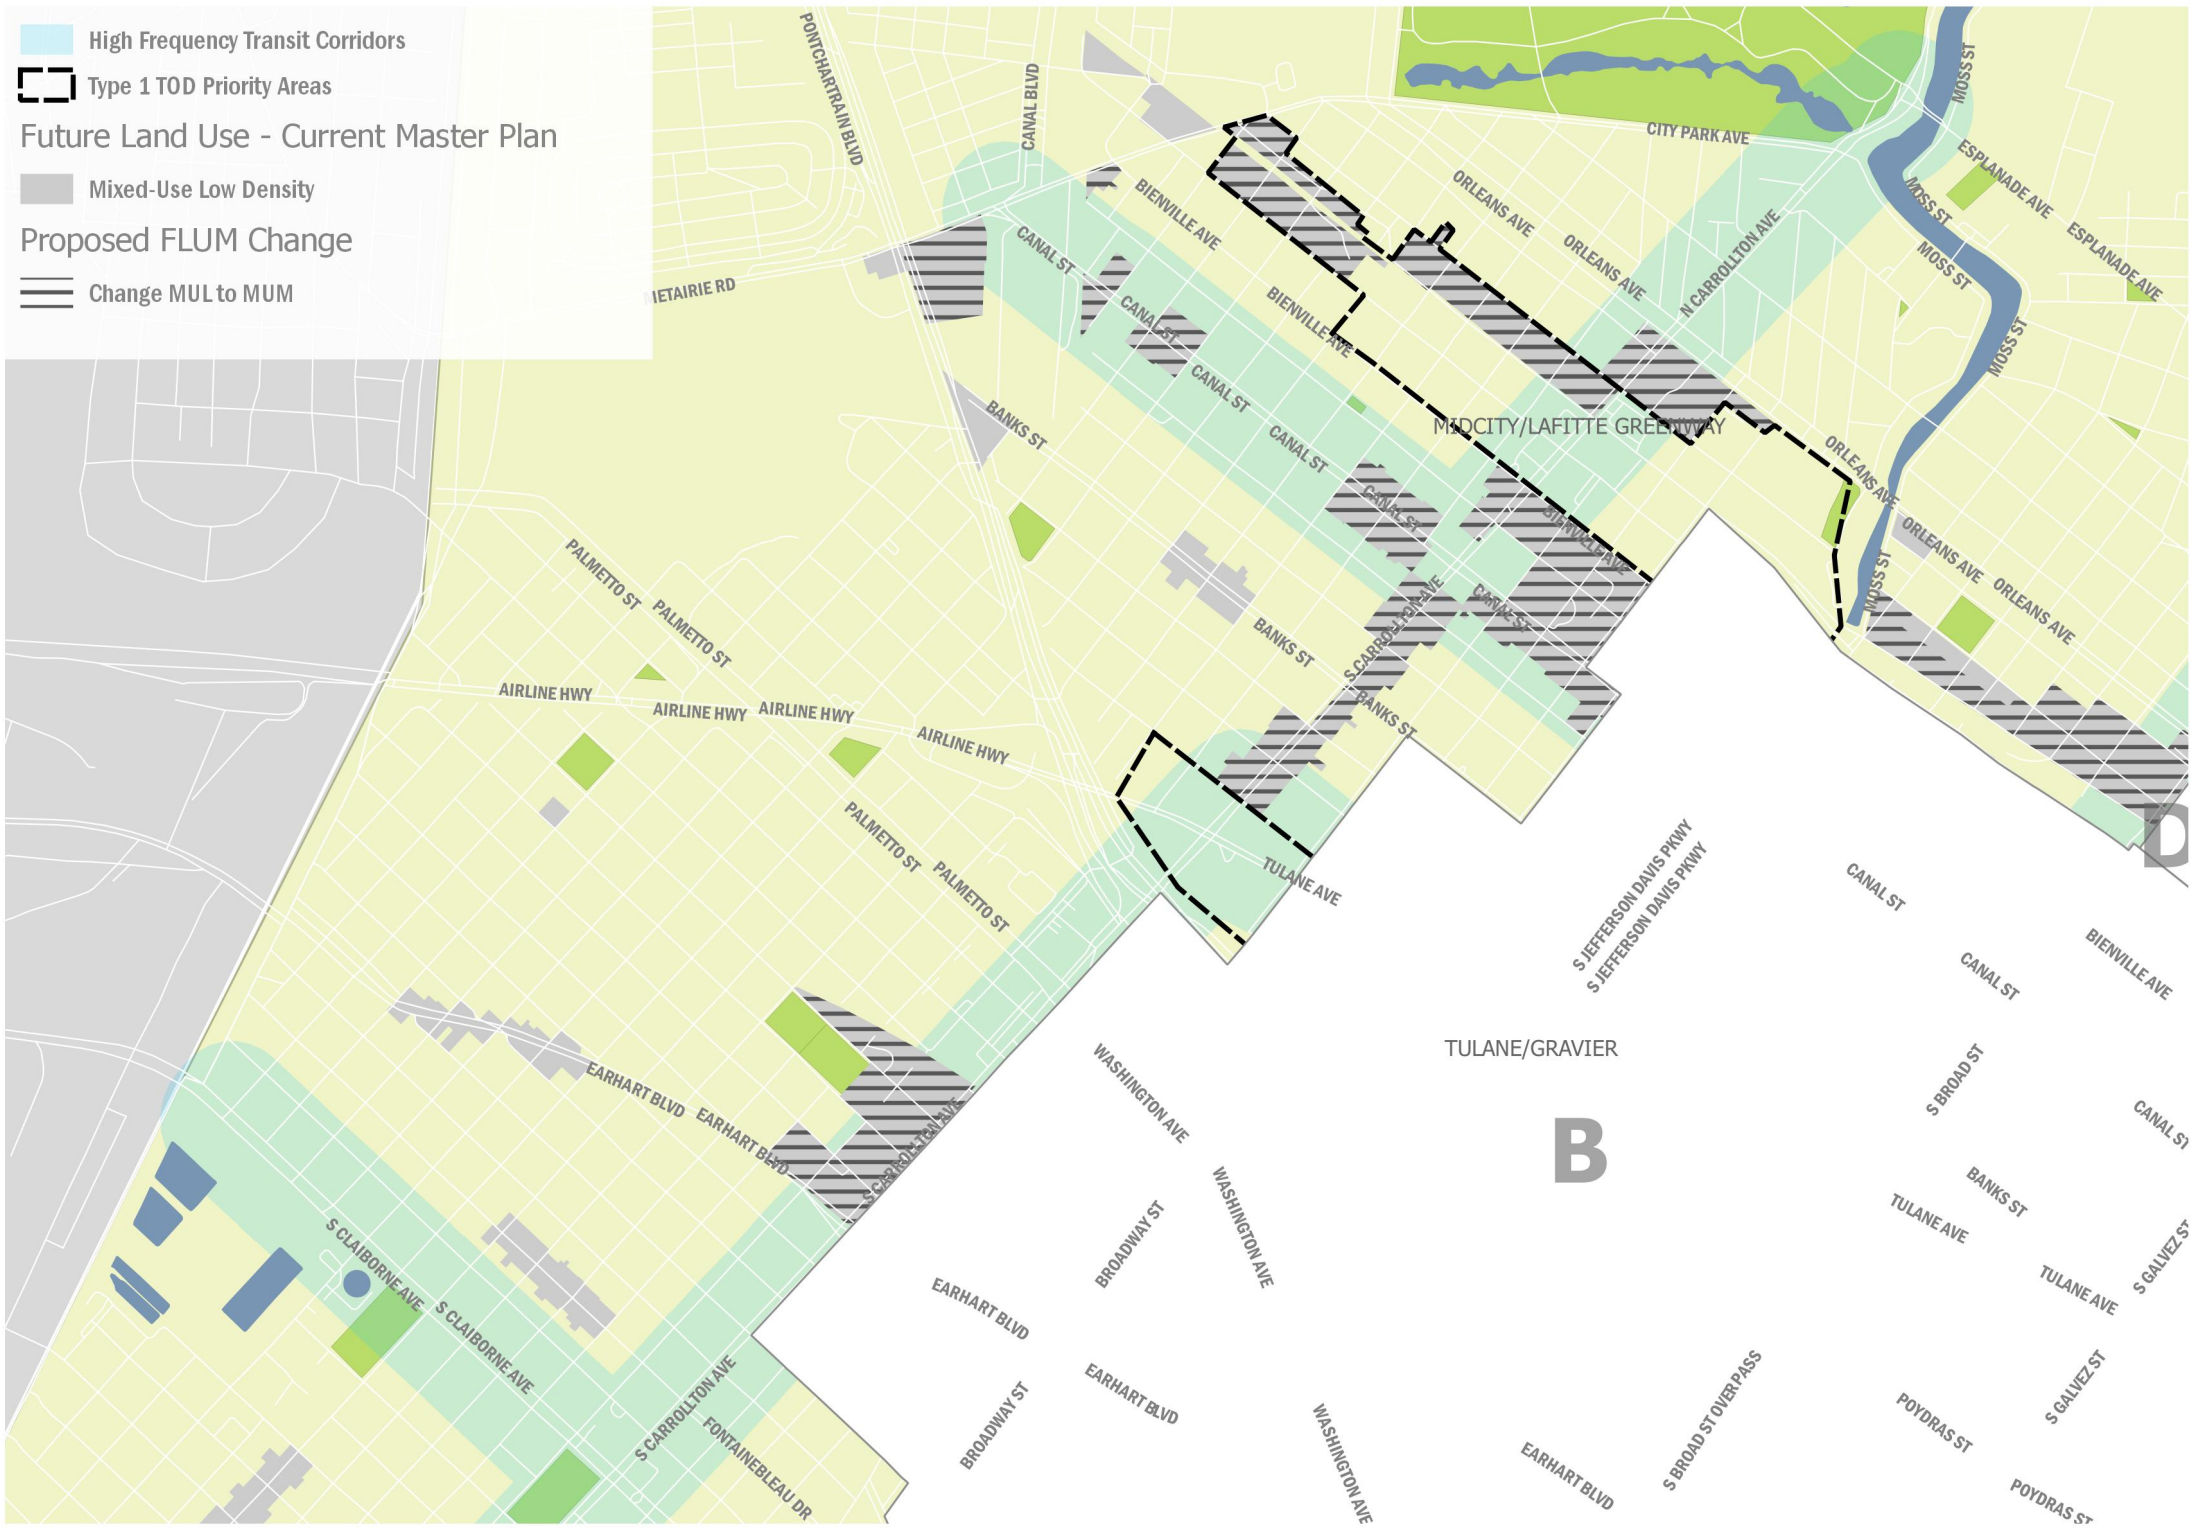 High Frequency Transit Corridors
Type 1 TOD Priority Areas
Future Land Use - Current Master Plan
Mixed-Use Low Density
Proposed FLUM Change
Change MUL to MUM
PONTCHARTRAIN BLVD
CANAL BLVD
MOSS ST
CITY PARK AVE
ESPLANADE AVE
BIENVILLE AVE
ORLEANS AVE
MOSS ST
ESPLANADE AVE
CANAL ST
ORLEANS AVE
N CARROLLTON AVE
MOSS ST
METAIRIE RD
BIENVILLE AVE
CANAL ST
MOSS ST
CANAL ST
BANKS ST
MIDCITY/LAFITTE GREENWAY
CANAL ST
ORLEANS AVE
CANAL ST
BIENVILLE AVE
ORLEANS AVE
PALMETTO ST
MOSS ST
CANAL ST
ORLEANS AVE
PALMETTO ST
S CARROLLTON AVE
BANKS ST
AIRLINE HWY
AIRLINE HWY
AIRLINE HWY
BANKS ST
AIRLINE HWY
PALMETTO ST
D
TULANE AVE
PALMETTO ST
S JEFFERSON DAVIS PKWY
S JEFFERSON DAVIS PKWY
CANAL ST
CANAL ST
BIENVILLE AVE
TULANE/GRAVIER
EARHART BLVD
EARHART BLVD
S CARROLLTON AVE
WASHINGTON AVE
S BROAD ST
CANAL ST
B
BANKS ST
TULANE AVE
WASHINGTON AVE
BROADWAY ST
S GALVEZ ST
S CLAIBORNE AVE
EARHART BLVD
TULANE AVE
S CLAIBORNE AVE
S CARROLLTON AVE
EARHART BLVD
BROADWAY ST
S BROAD ST OVERPASS
S GALVEZ ST
FONTAINEBLEAU DR
WASHINGTON AVE
EARHART BLVD
POYDRAS ST
POYDRAS ST